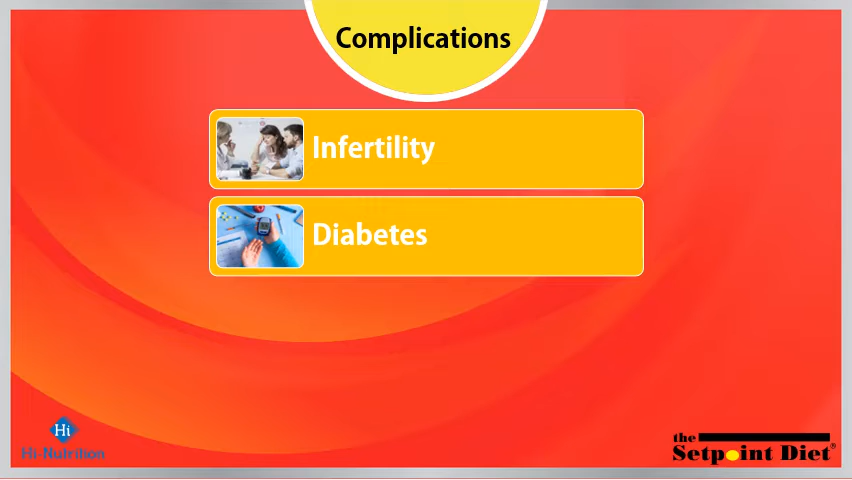 Complications
Infertility
Diabetes
Hi
Hi-Nutrition
the
Setpoint Diet®